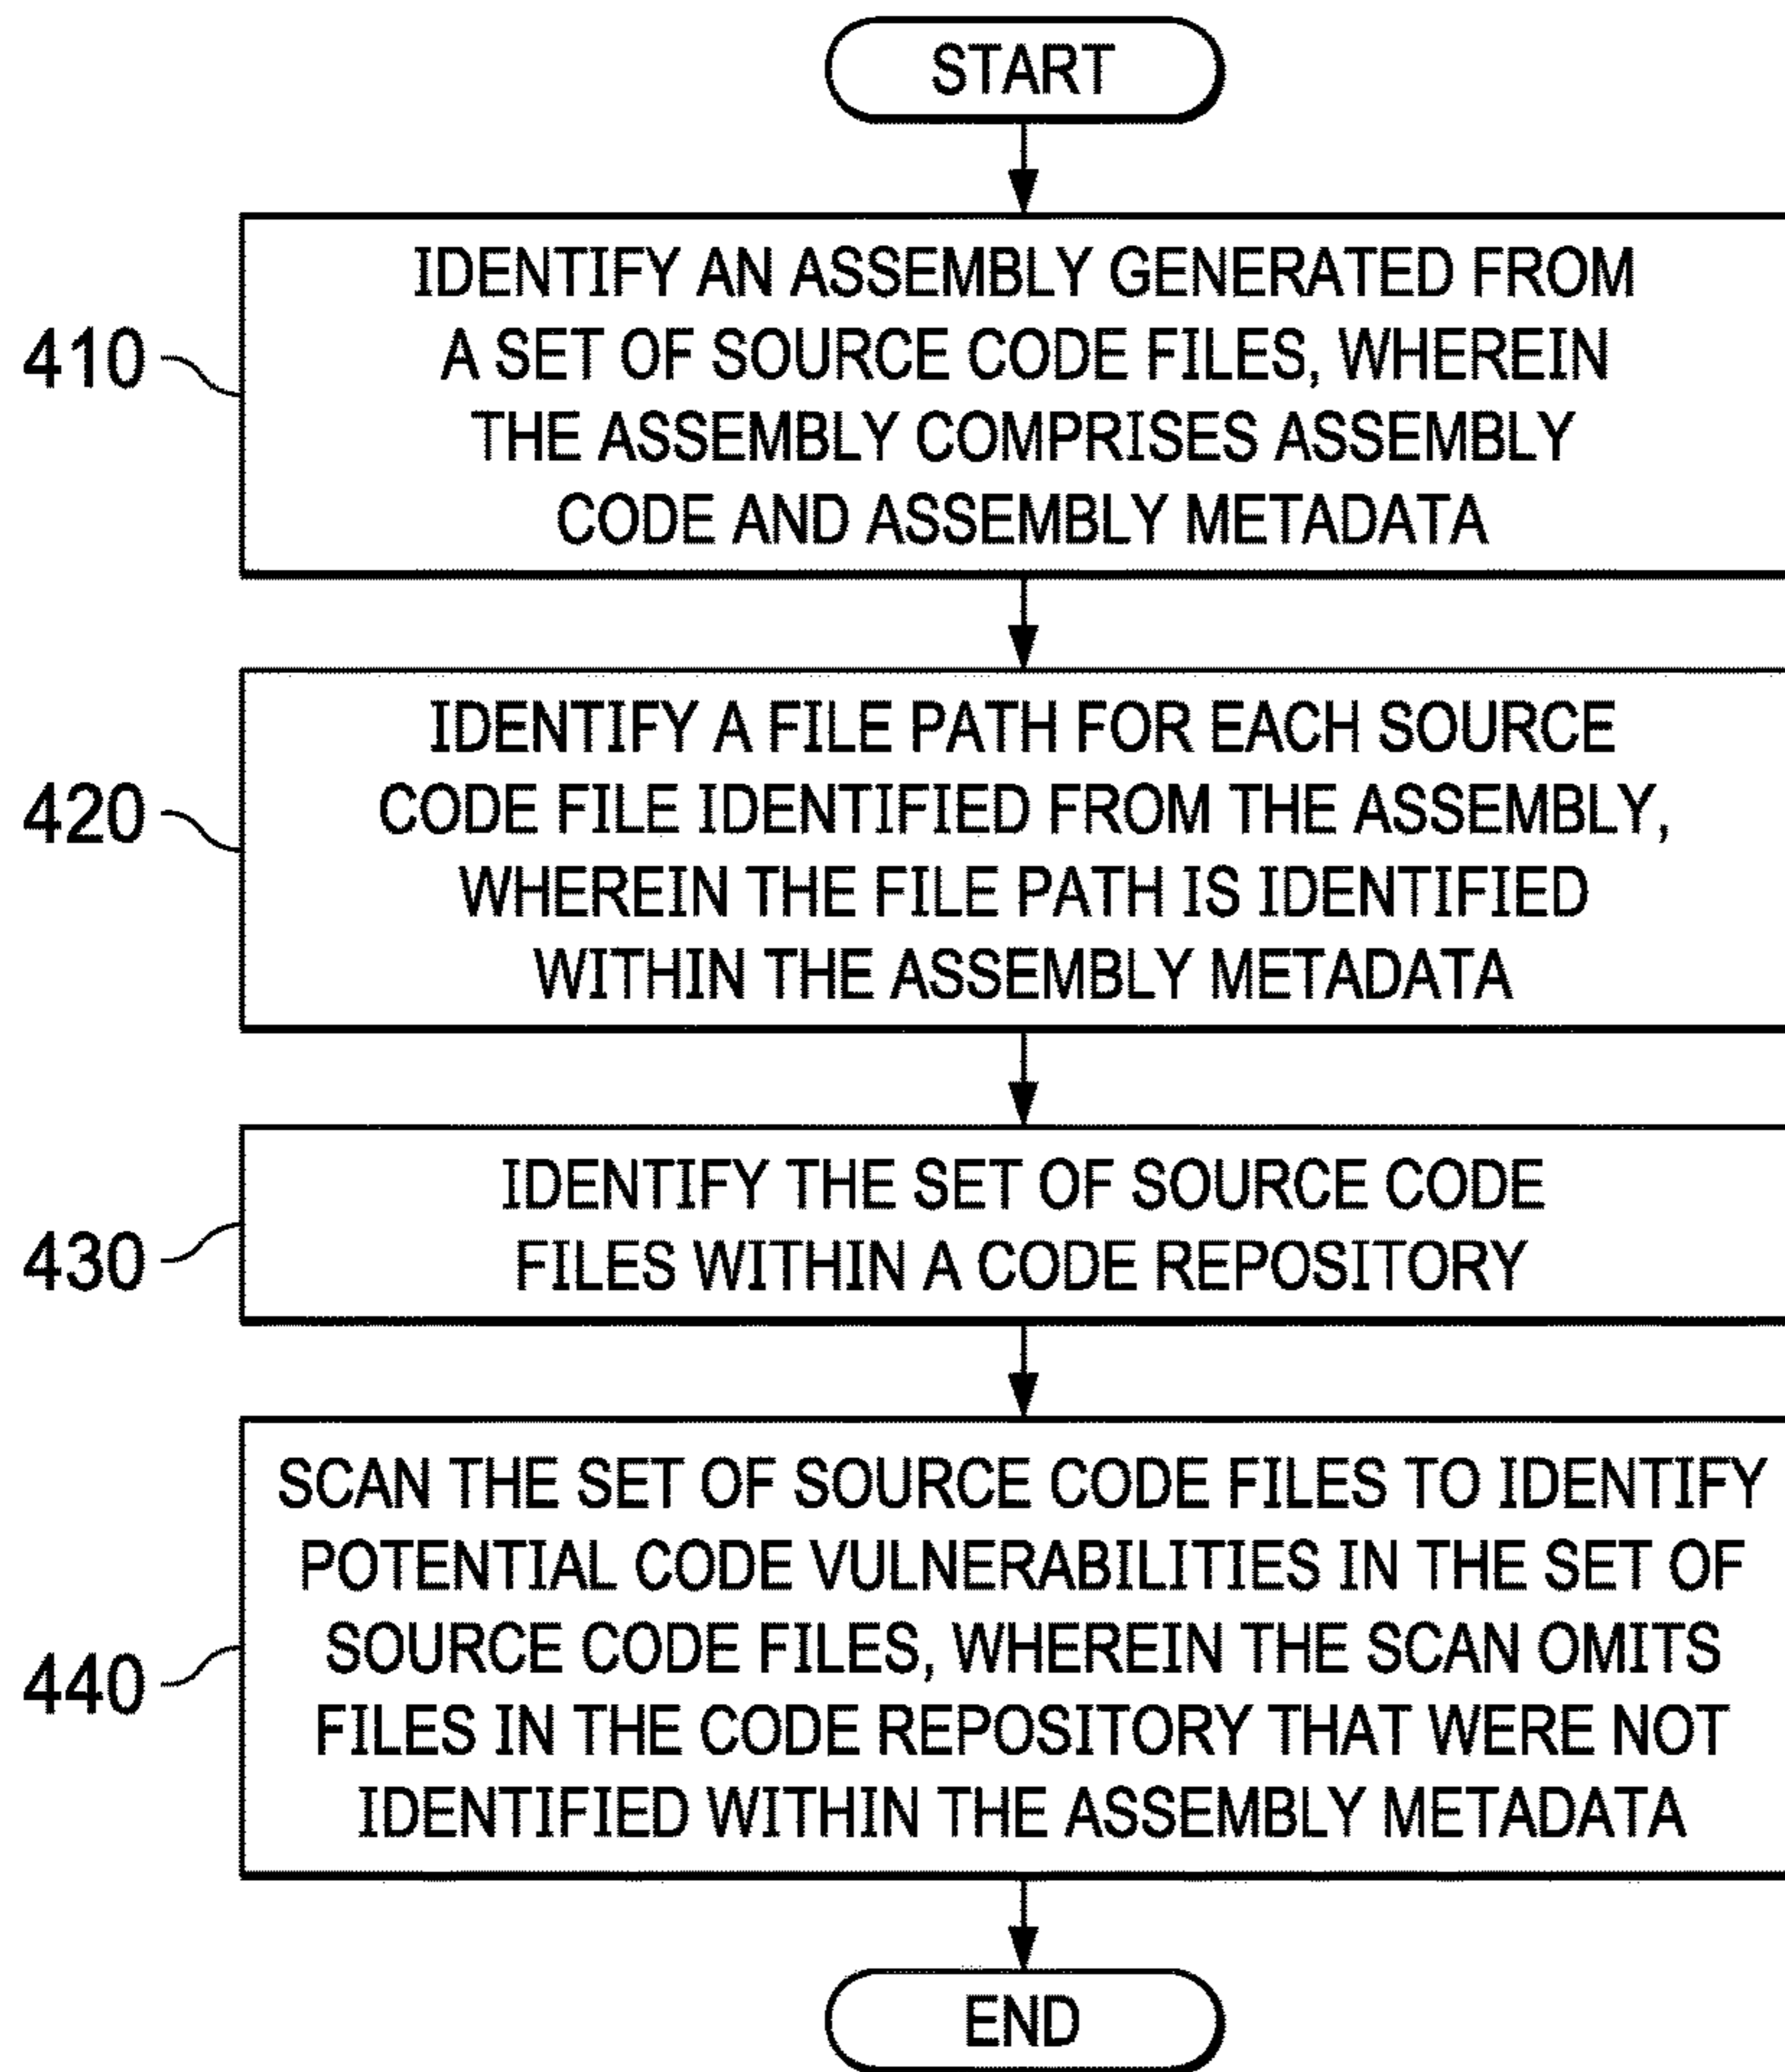 START
410
IDENTIFY AN ASSEMBLY GENERATED FROM
A SET OF SOURCE CODE FILES, WHEREIN
THE ASSEMBLY COMPRISES ASSEMBLY
CODE AND ASSEMBLY METADATA
420
IDENTIFY A FILE PATH FOR EACH SOURCE
CODE FILE IDENTIFIED FROM THE ASSEMBLY,
WHEREIN THE FILE PATH IS IDENTIFIED
WITHIN THE ASSEMBLY METADATA
430
IDENTIFY THE SET OF SOURCE CODE
FILES WITHIN A CODE REPOSITORY
440
SCAN THE SET OF SOURCE CODE FILES TO IDENTIFY
POTENTIAL CODE VULNERABILITIES IN THE SET OF
SOURCE CODE FILES, WHEREIN THE SCAN OMITS
FILES IN THE CODE REPOSITORY THAT WERE NOT
IDENTIFIED WITHIN THE ASSEMBLY METADATA
END